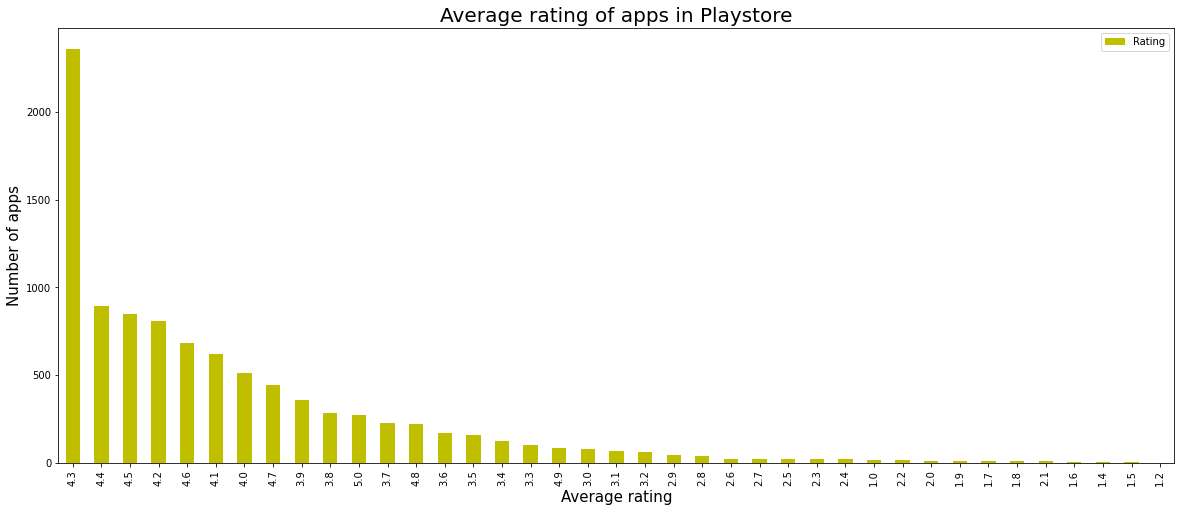 Average rating of apps in Playstore
Rating
Number of apps
2000
1500
1000
500
0
4.3 4.4 4.5 4.2 4.6 4.1 4.0 4.7 3.9 3.8 5.0 3.7 4.8 3.6 3.5 3.4 3.3 4.9 3.0 3.1 3.2 2.9 2.8 2.6 2.7 2.5 2.3 2.4 1.0 2.2 2.0 1.9 1.7 1.8 2.1 1.6 1.4 1.5 1.2
Average rating